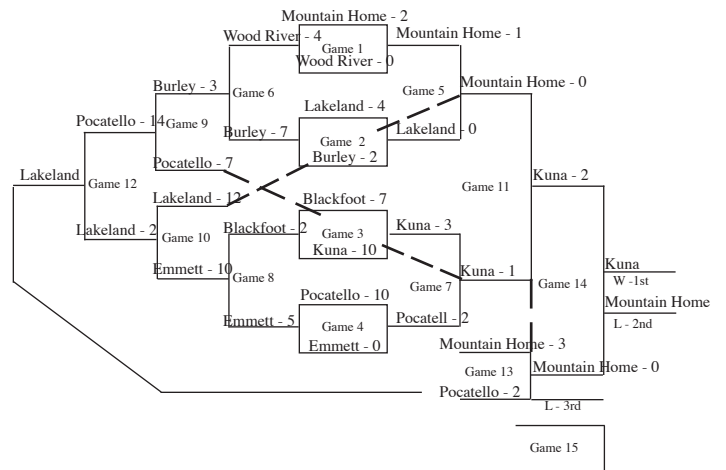 Mountain Home - 2
Wood River - 4
Mountain Home - 1
Game 1
Wood River - 0
Burley - 3
Game 6
Game 5
Mountain Home - 0
Lakeland - 4
Pocatello - 14
Game 9
Burley - 7
Game 2
Lakeland - 0
Burley - 2
Pocatello - 7
Lakeland
Game 12
Game 11
Kuna - 2
Lakeland - 12
Blackfoot - 7
Lakeland - 2
Game 10
Blackfoot - 2
Game 3
Kuna - 3
Kuna - 10
Emmett - 10
Game 8
Game 7
Kuna - 1
Game 14
Kuna
W -1st
Pocatello - 10
Mountain Home
Emmett - 5
Game 4
Pocatell - 2
L - 2nd
Emmett - 0
Mountain Home - 3
Game 13
Mountain Home - 0
Pocatello - 2
L - 3rd
Game 15